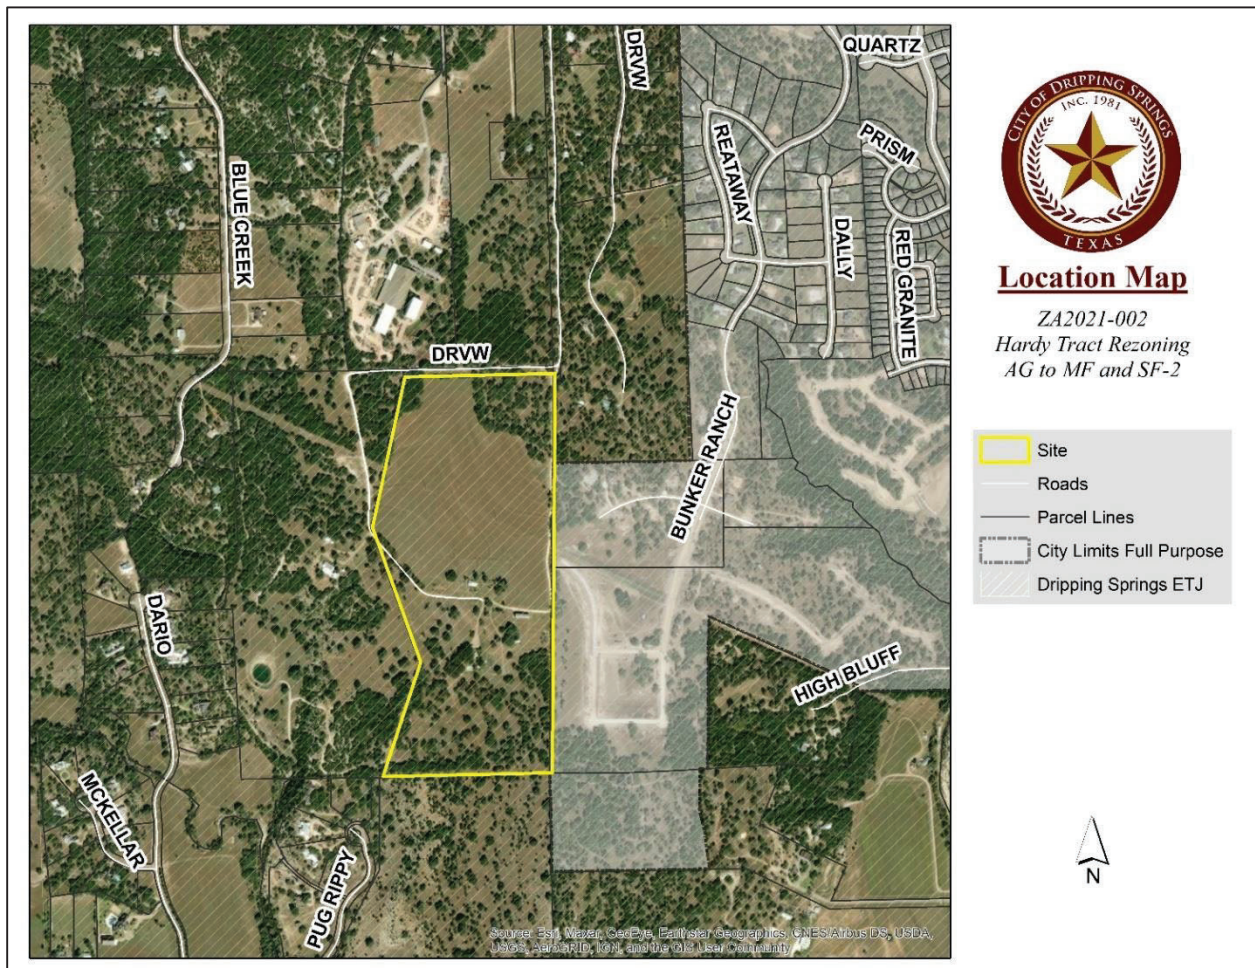 QUARTZ
DRVW
PRISM
REATAWAY
BLUE CREEK
DALLY
RED GRANITE
DRVW
BUNKER RANCH
DARIO
HIGH BLUFF
MCKELLAR
PUG RIPPY
Source: Esri, Maxar, GeoEye, Earthstar Geographics, CNES/Airbus DS, USDA,
USGS, AeroGRID, IGN, and the GIS User Community
CITY OF DRIPPING SPRINGS
INC. 1981
TEXAS
Location Map
ZA2021-002
Hardy Tract Rezoning
AG to MF and SF-2
Site
Roads
Parcel Lines
City Limits Full Purpose
Dripping Springs ETJ
N